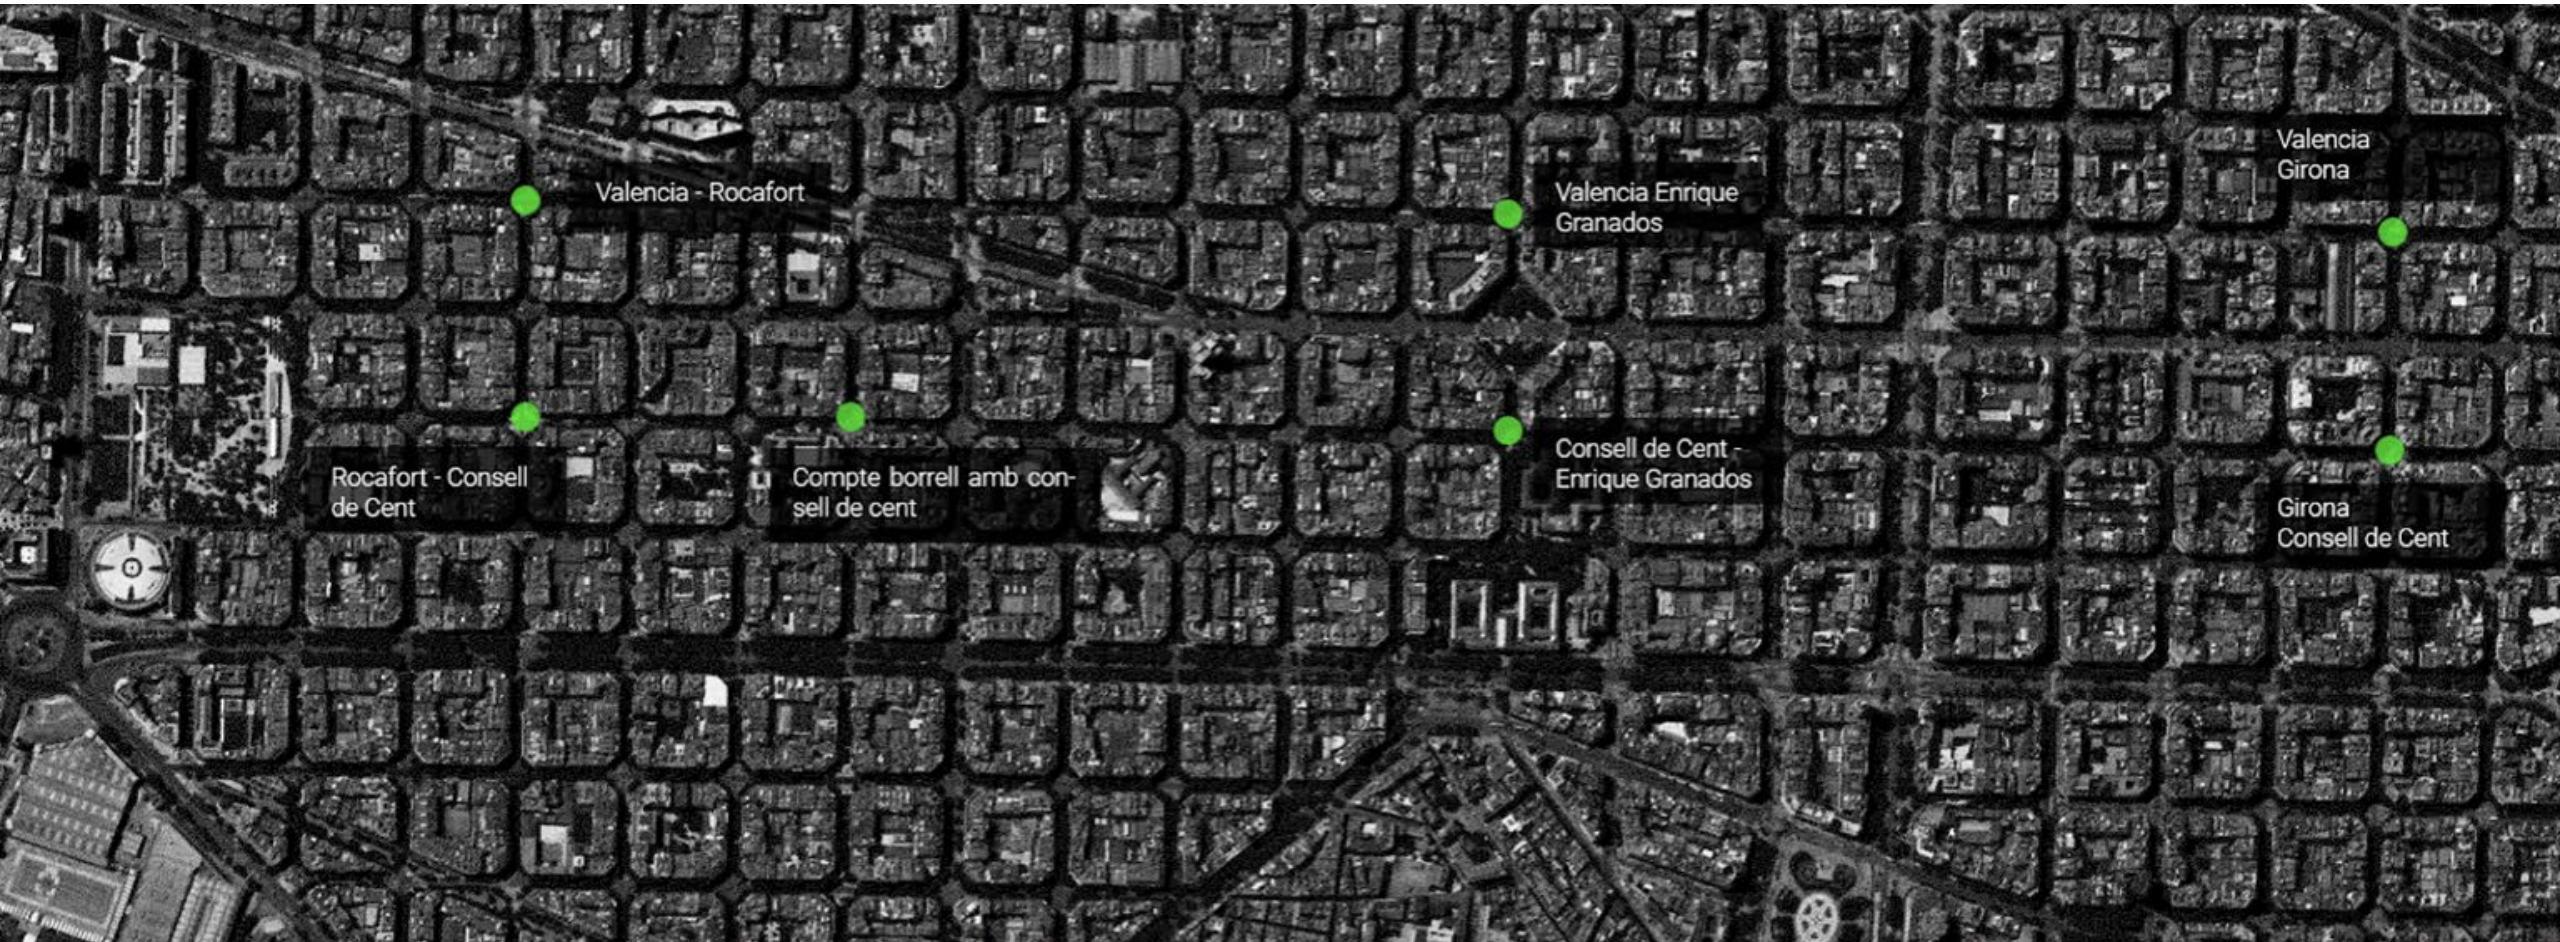 Valencia - Rocafort
Valencia Enrique
Granados
Valencia
Girona
Rocafort - Consell
de Cent
Compte borrell amb con-
sell de cent
Consell de Cent -
Enrique Granados
Girona
Consell de Cent